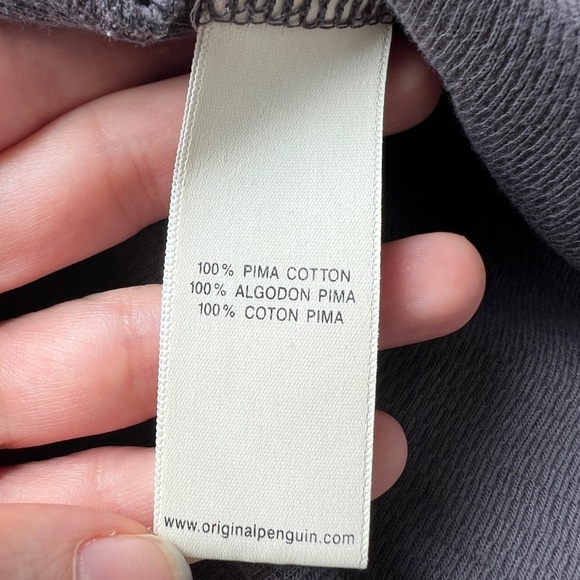 100% PIMA COTTON
100% ALGODON PIMA
100% COTON PIMA
www.originalpenguin.com